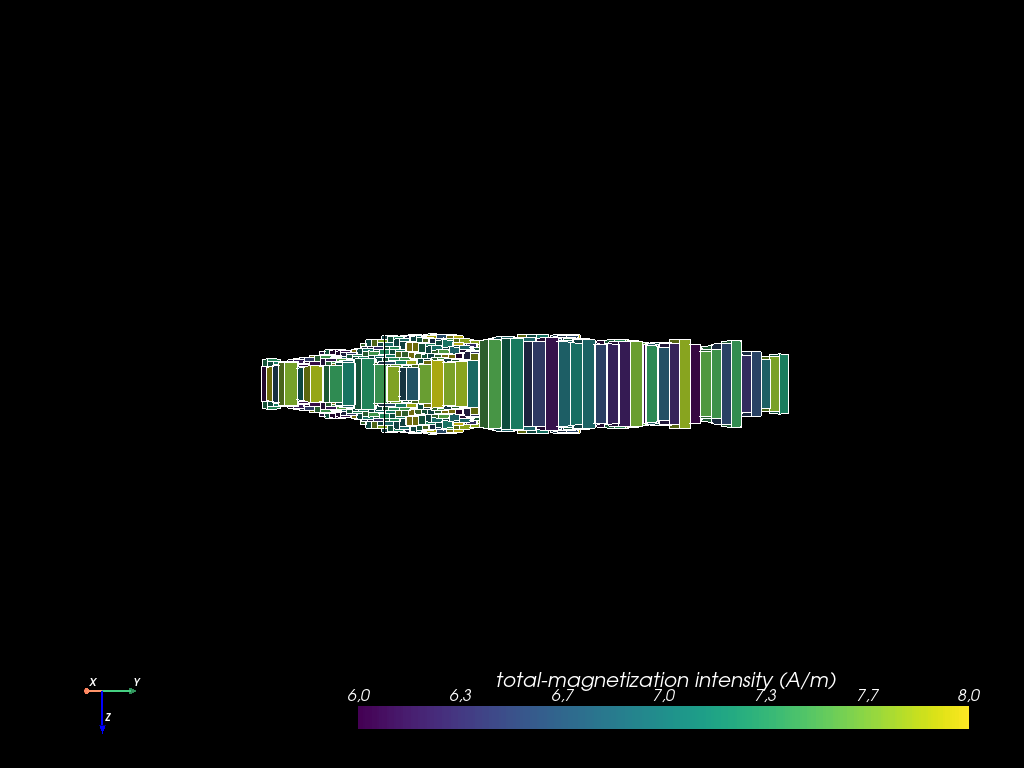 total-magnetization intensity (A/m)
6,0 6,3 6,7 7,0 7,3 7,7 8,0
X Y
Z